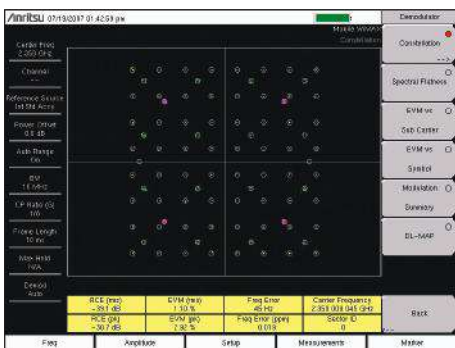 Anritsu 07/19/2007 01:42:59 pm
Mobile WiMAX
Constellation
Center Freq
2.350 GHz
Channel
--
Reference Source
Int Std Accy
Power Offset
0.0 dB
Auto Range
On
BW
10 MHz
CP Ratio (G)
1/8
Frame Length
10 ms
Max Hold
N/A
Demod
Auto
RCE (rms)
-39.1 dB
EVM (rms)
1.10 %
Freq Error
45 Hz
Carrier Frequency
2.350 000 045 GHz
RCE (pk)
-30.7 dB
EVM (pk)
2.92 %
Freq Error (ppm)
0.019
Sector ID
0
Demodulator
Constellation
-->
Spectral Flatness
EVM vs
Sub Carrier
EVM vs
Symbol
Modulation
Summary
DL-MAP
Back
Freq
Amplitude
Setup
Measurements
Marker